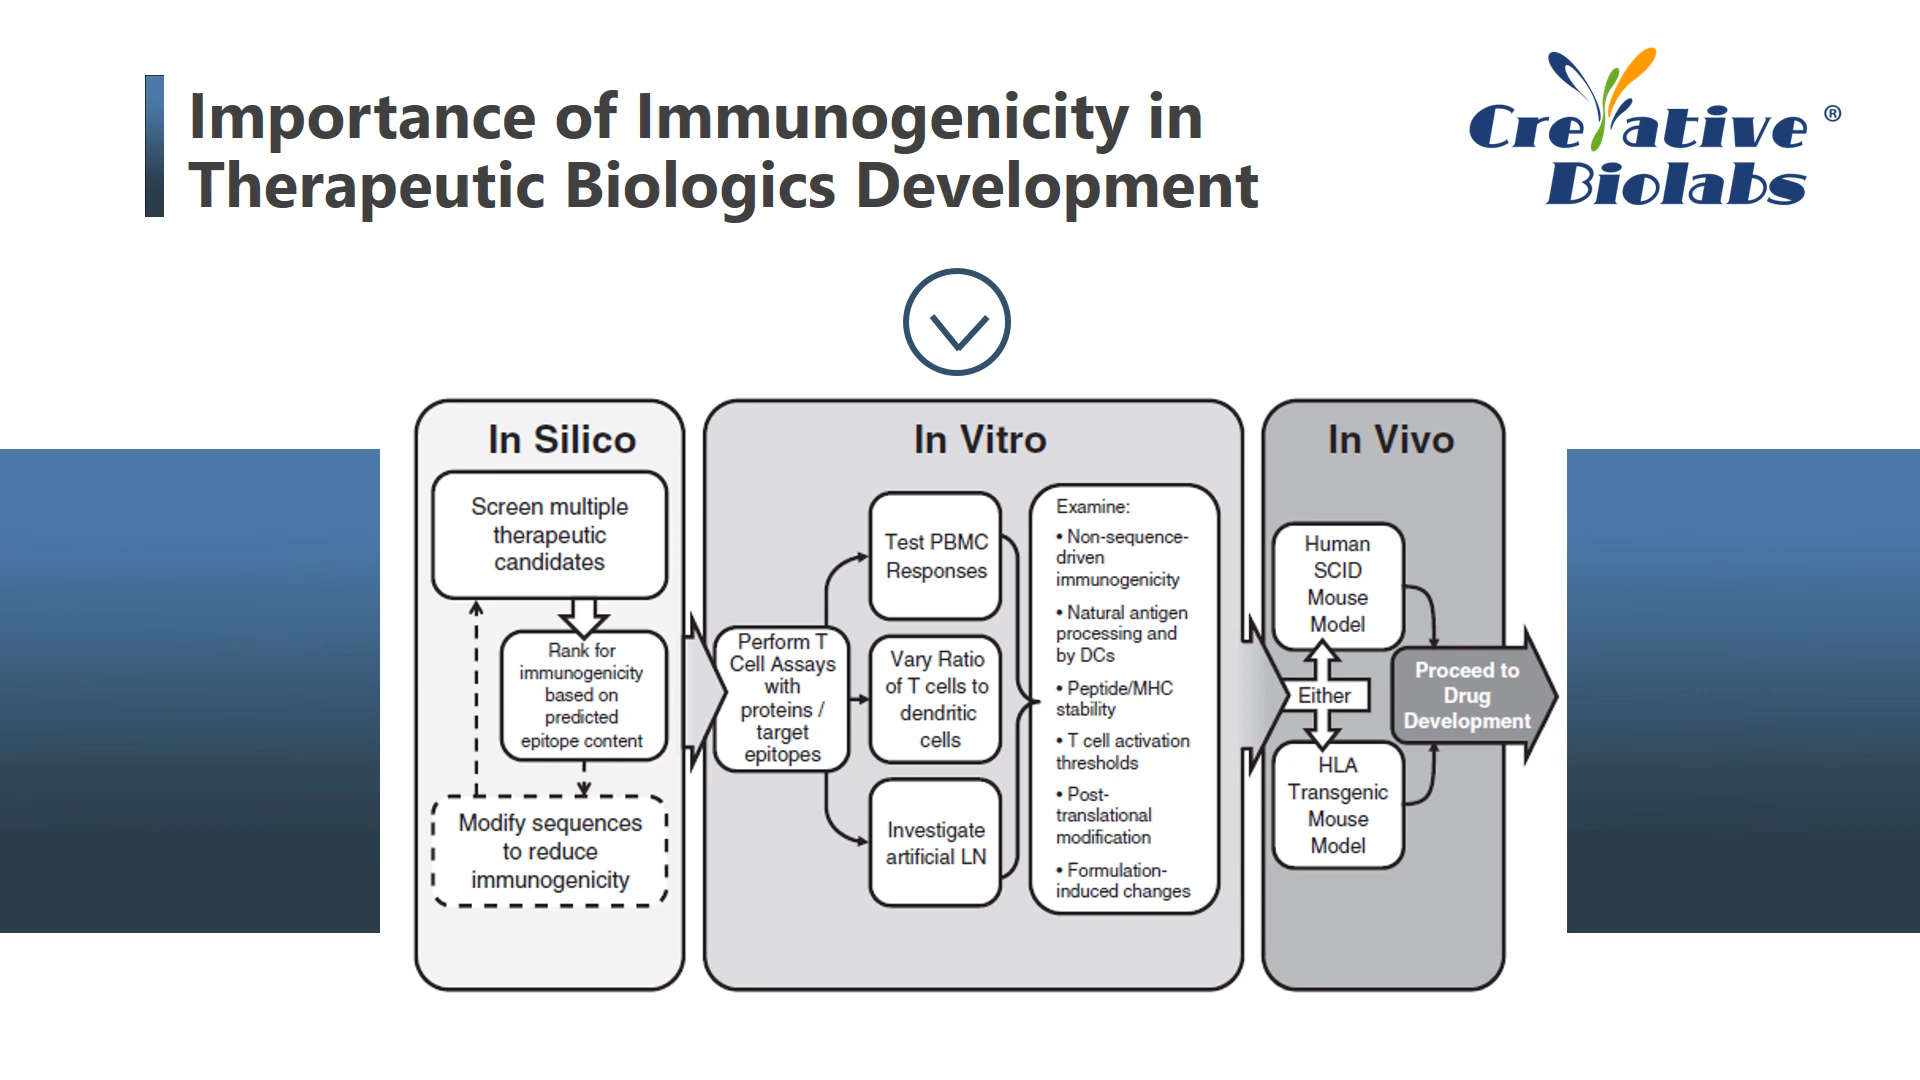 Importance of Immunogenicity in
Therapeutic Biologics Development
Creative ®
Biolabs
In Silico
Screen multiple
therapeutic
candidates
Rank for
immunogenicity
based on
predicted
epitope content
Modify sequences
to reduce
immunogenicity
In Vitro
Perform T
Cell Assays
with
proteins /
target
epitopes
Test PBMC
Responses
Vary Ratio
of T cells to
dendritic
cells
Investigate
artificial LN
Examine:
• Non-sequence-
driven
immunogenicity
• Natural antigen
processing and
by DCs
• Peptide/MHC
stability
• T cell activation
thresholds
• Post-
translational
modification
• Formulation-
induced changes
In Vivo
Human
SCID
Mouse
Model
Either
HLA
Transgenic
Mouse
Model
Proceed to
Drug
Development